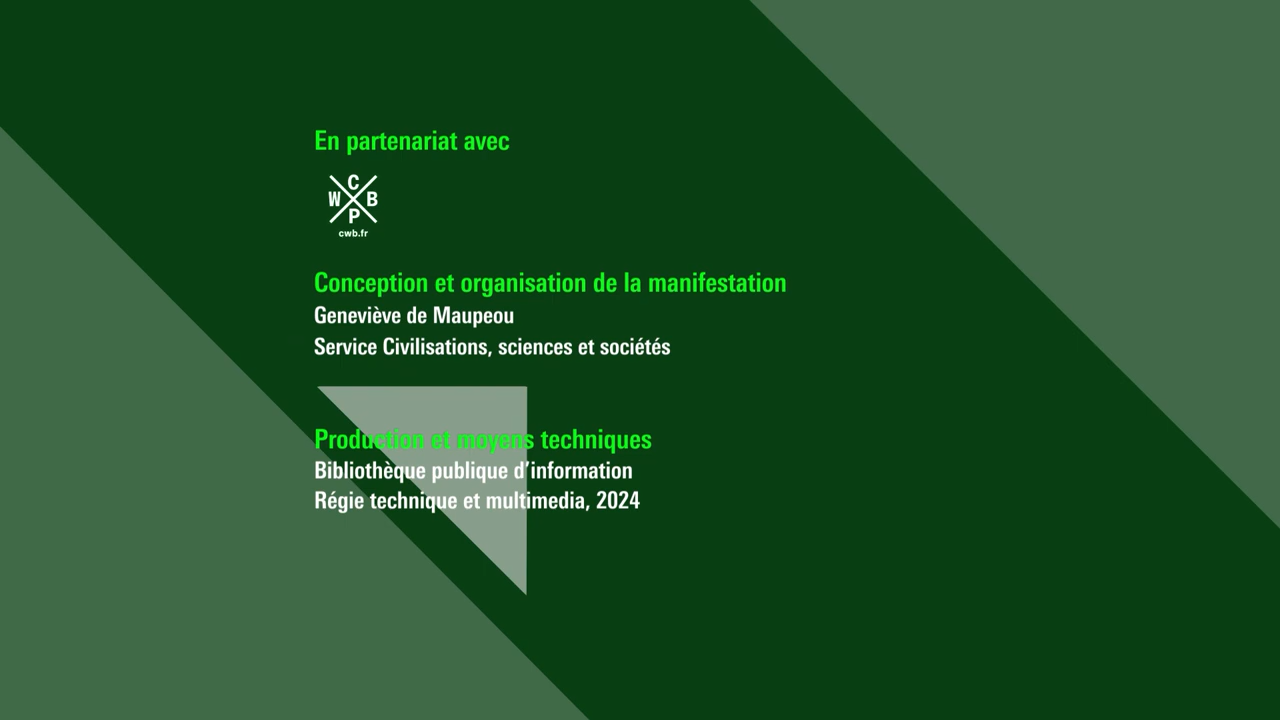 En partenariat avec
C
W B
P
cwb.fr
Conception et organisation de la manifestation
Geneviève de Maupeou
Service Civilisations, sciences et sociétés
Production et moyens techniques
Bibliothèque publique d’information
Régie technique et multimedia, 2024